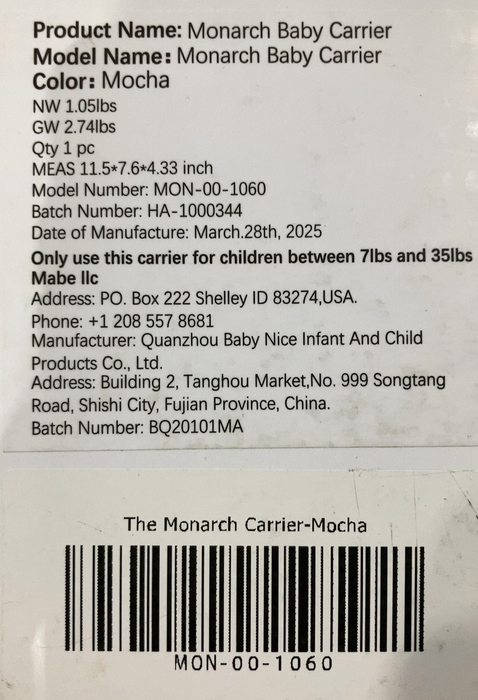 Product Name: Monarch Baby Carrier
Model Name: Monarch Baby Carrier
Color: Mocha
NW 1.05lbs
GW 2.74lbs
Qty 1 pc
MEAS 11.5*7.6*4.33 inch
Model Number: MON-00-1060
Batch Number: HA-1000344
Date of Manufacture: March.28th, 2025
Only use this carrier for children between 7lbs and 35lbs
Mabe llc
Address: PO. Box 222 Shelley ID 83274,USA.
Phone: +1 208 557 8681
Manufacturer: Quanzhou Baby Nice Infant And Child
Products Co., Ltd.
Address: Building 2, Tanghou Market,No. 999 Songtang
Road, Shishi City, Fujian Province, China.
Batch Number: BQ20101MA
The Monarch Carrier-Mocha
MON-00-1060